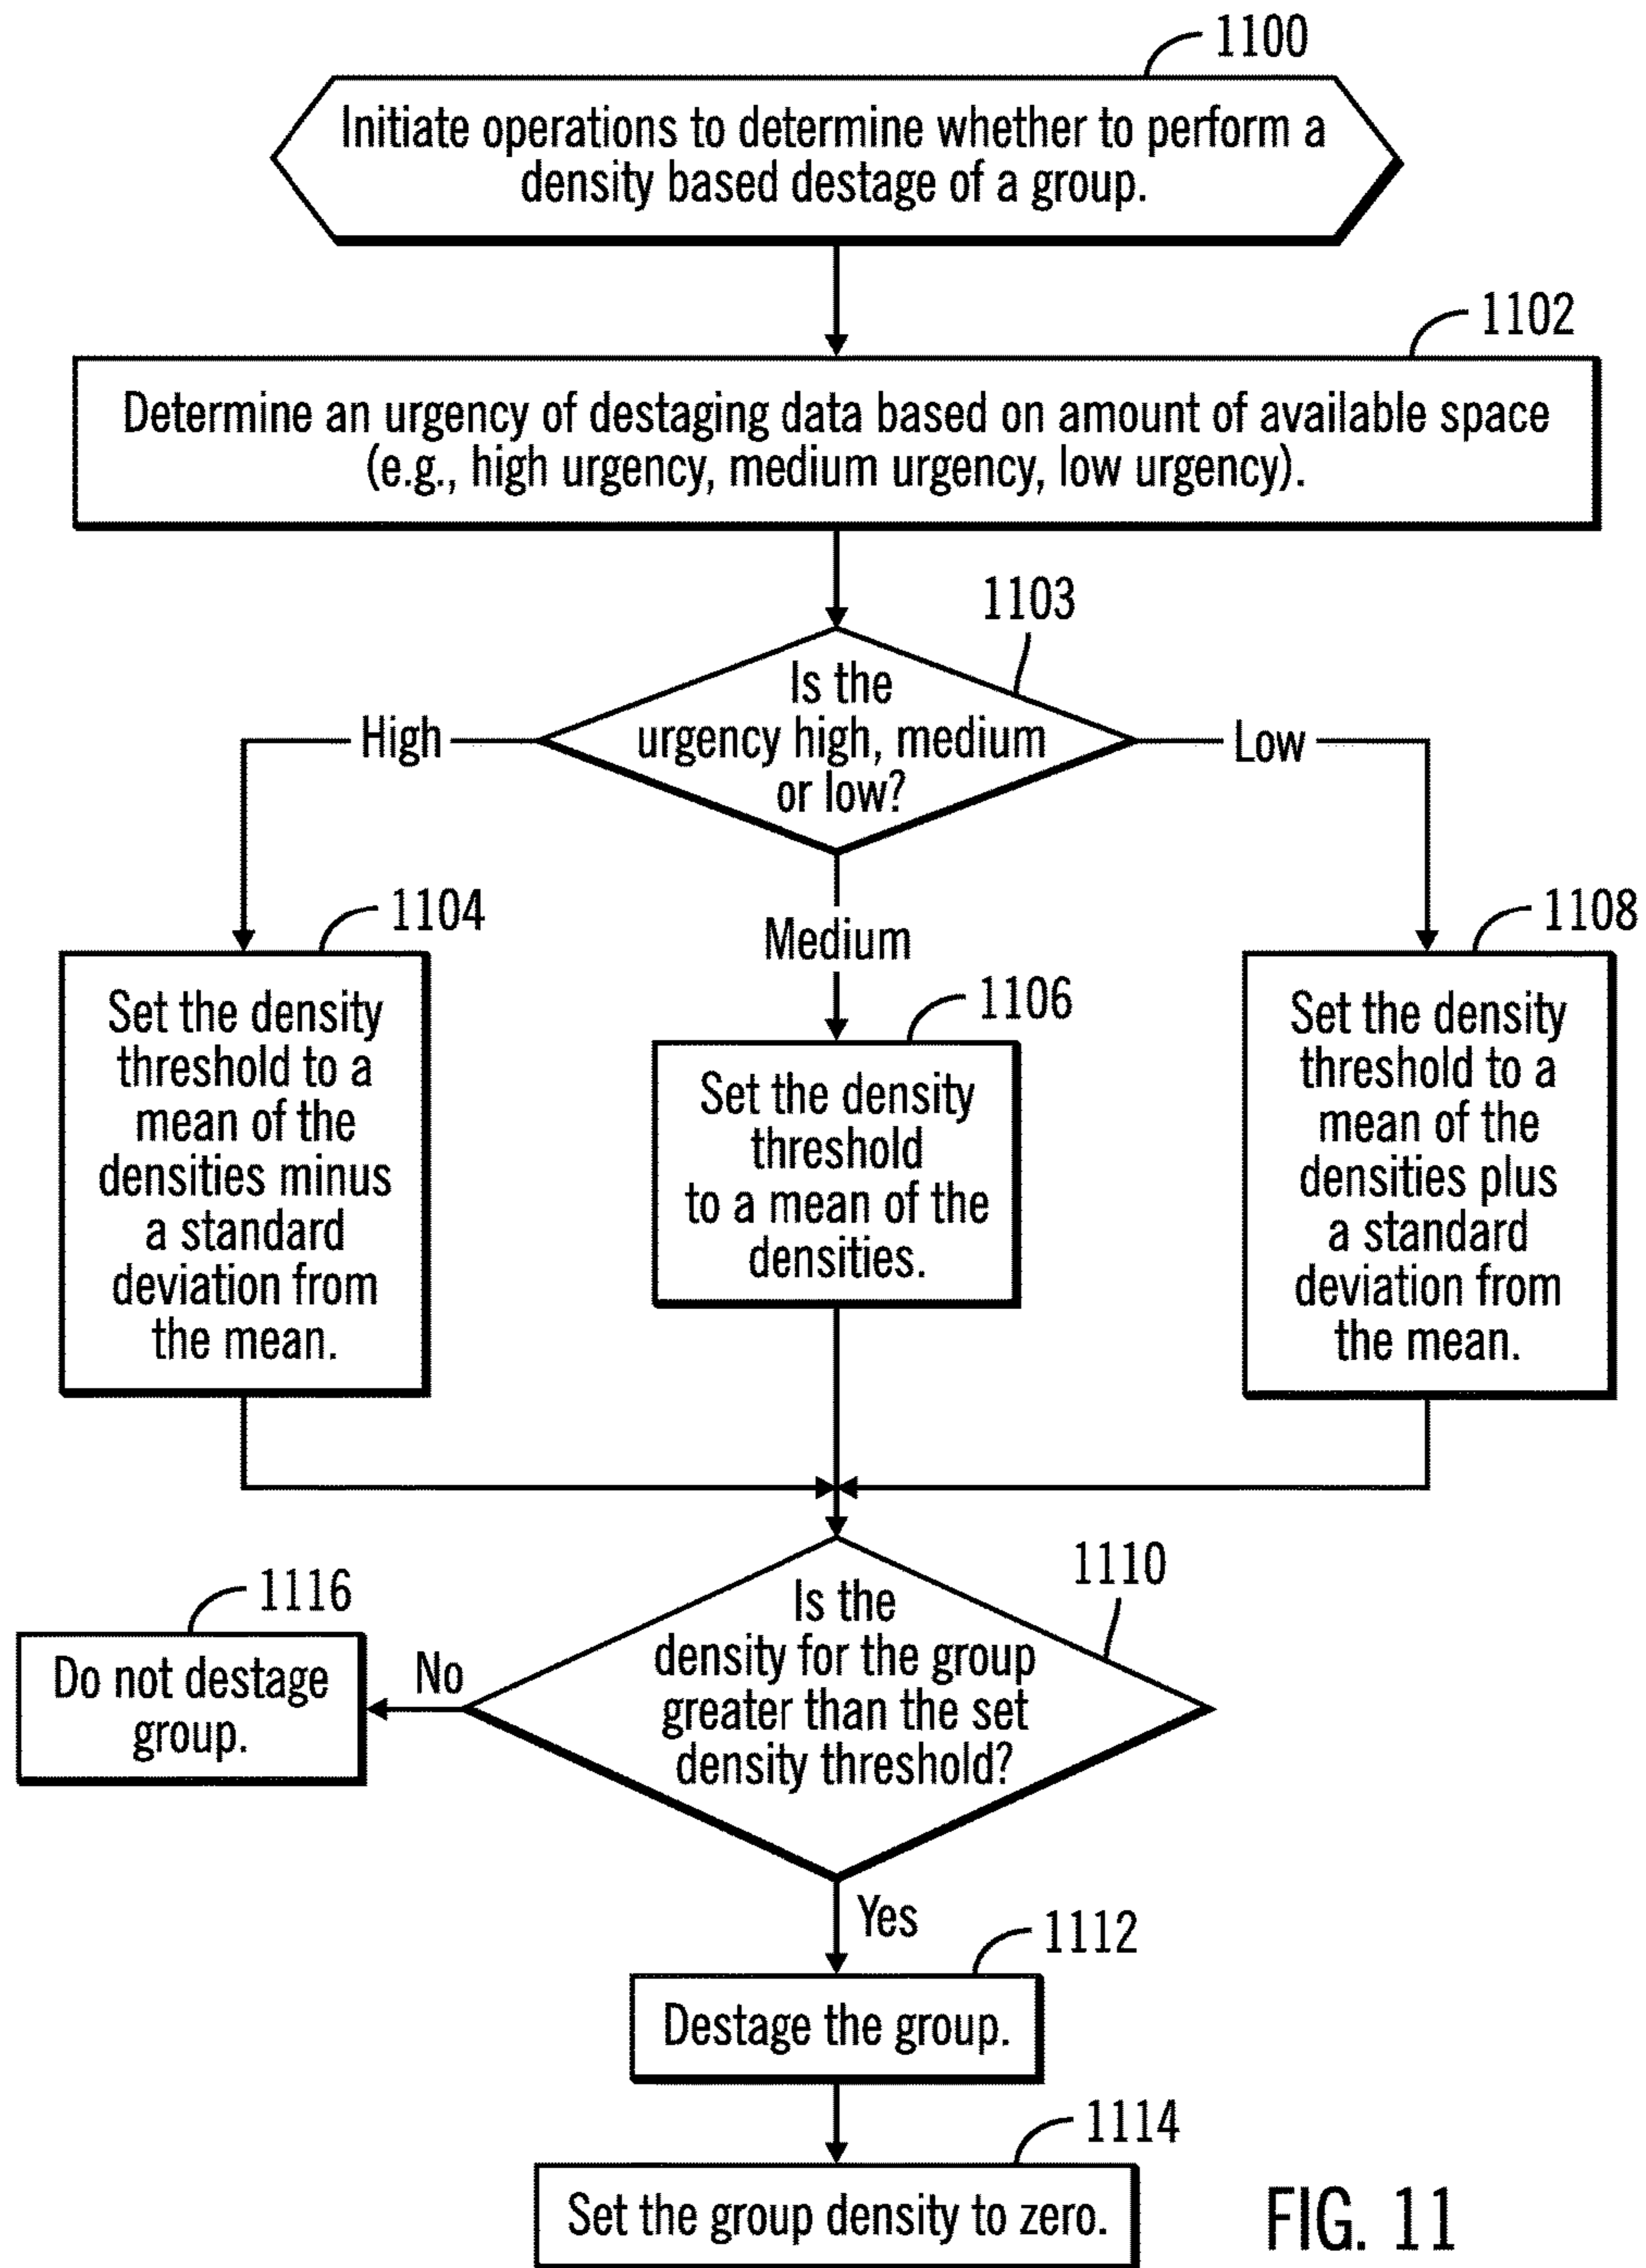 1100
Initiate operations to determine whether to perform a
density based destage of a group.
1102
Determine an urgency of destaging data based on amount of available space
(e.g., high urgency, medium urgency, low urgency).
1103
Is the
urgency high, medium
or low?
High
Low
Medium
1104
Set the density
threshold to a
mean of the
densities minus
a standard
deviation from
the mean.
1106
Set the density
threshold
to a mean of the
densities.
1108
Set the density
threshold to a
mean of the
densities plus
a standard
deviation from
the mean.
1110
Is the
density for the group
greater than the set
density threshold?
No
1116
Do not destage
group.
Yes
1112
Destage the group.
1114
Set the group density to zero.
FIG. 11